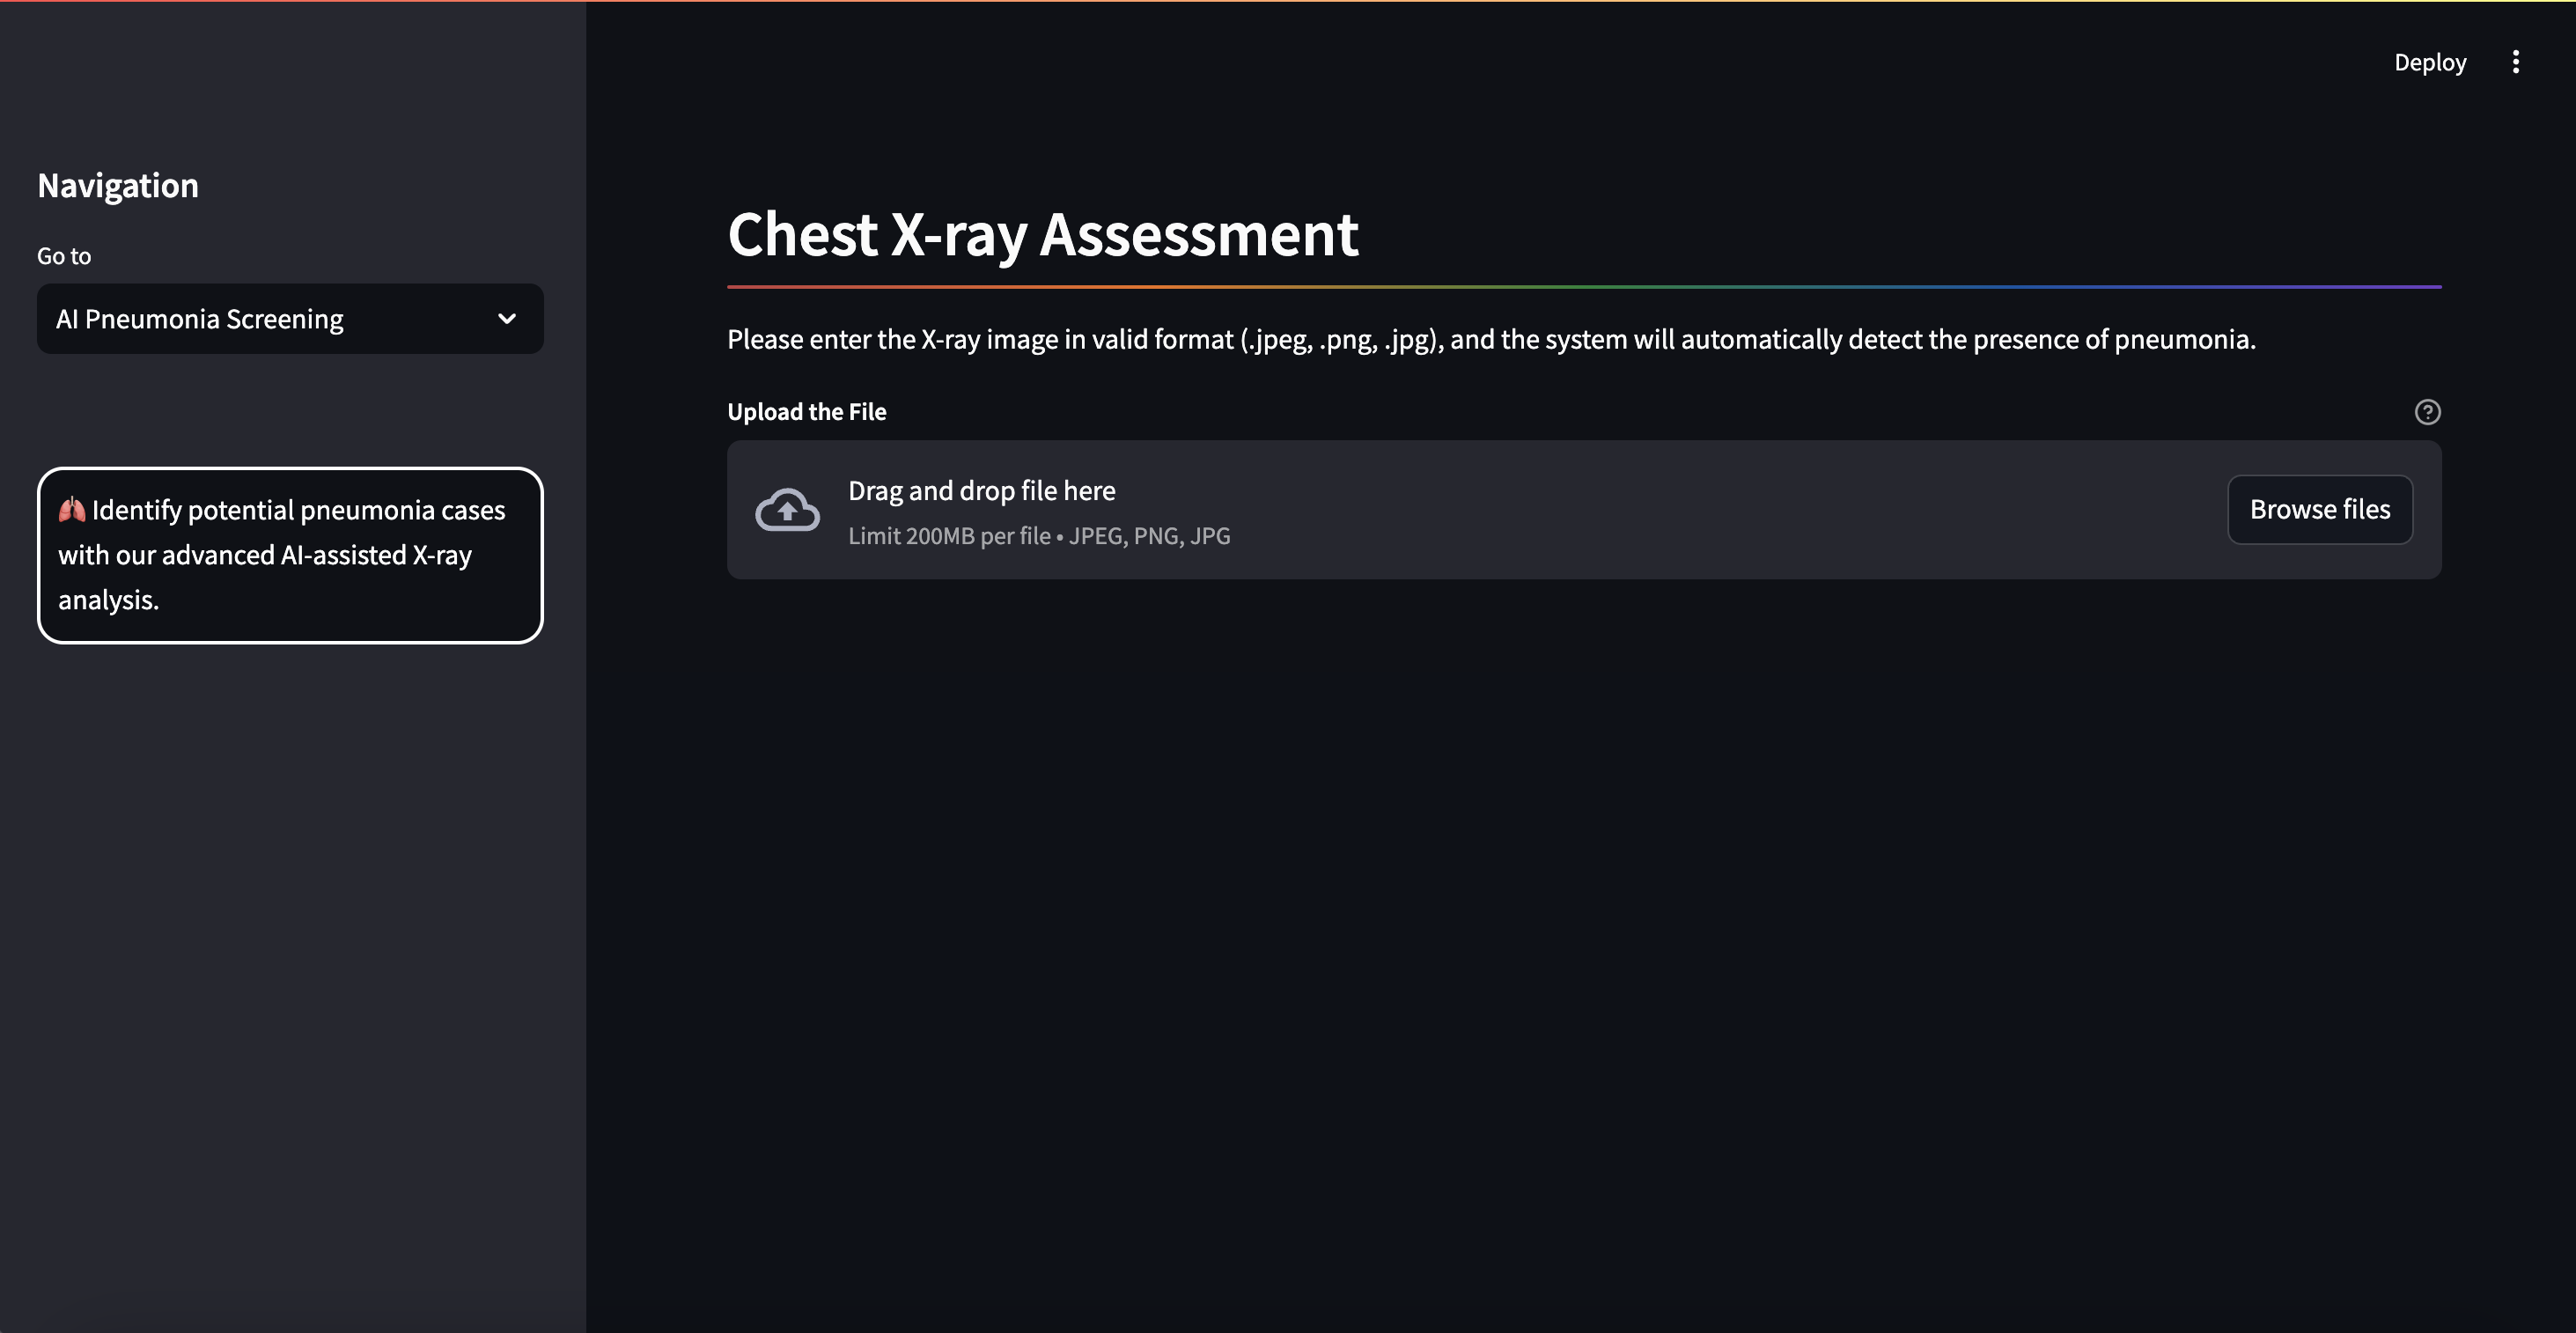 Deploy
Navigation
Go to
AI Pneumonia Screening
🫁 Identify potential pneumonia cases
with our advanced AI-assisted X-ray
analysis.
Chest X-ray Assessment
Please enter the X-ray image in valid format (.jpeg, .png, .jpg), and the system will automatically detect the presence of pneumonia.
Upload the File
Drag and drop file here
Limit 200MB per file • JPEG, PNG, JPG
Browse files